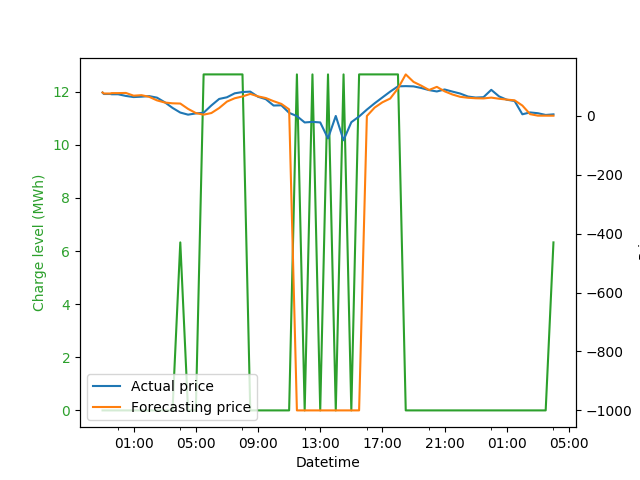 12
10
8
6
4
2
0
Charge level (MWh)
0
−200
−400
−600
−800
−1000
Actual price
Forecasting price
01:00 05:00 09:00 13:00 17:00 21:00 01:00 05:00
Datetime